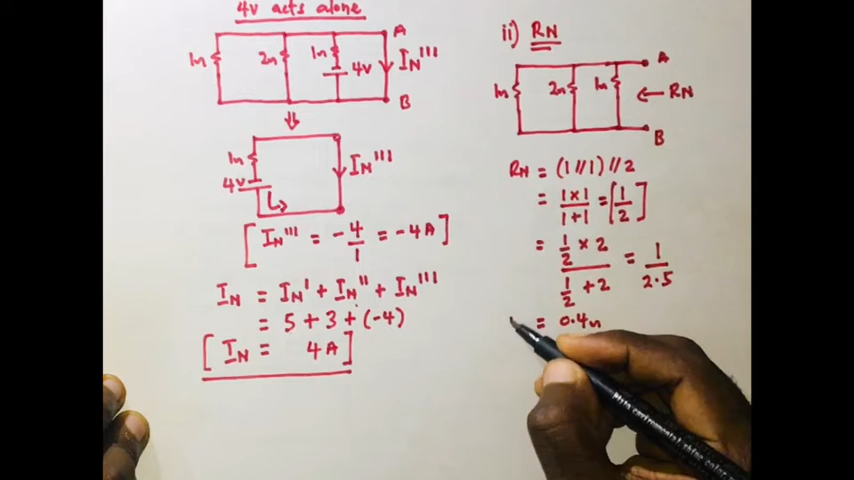 4V acts alone
1Ω 2Ω 1Ω 4V A IN''' B
⇓
1Ω 4V IN'''
[IN''' = -4/1 = -4A]
IN = IN' + IN'' + IN'''
= 5 + 3 + (-4)
[IN = 4A]
ii) RN
1Ω 2Ω 1Ω A ← RN B
RN = (1//1)//2
= 1×1/1+1 = [1/2]
= 1/2 × 2 / 1/2 + 2 = 1/2.5
= 0.4Ω